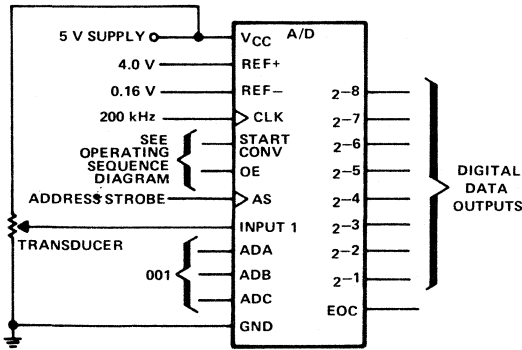 5 V SUPPLY
VCC
A/D
4.0 V
REF+
0.16 V
REF−
200 kHz
CLK
SEE
OPERATING
SEQUENCE
DIAGRAM
START
CONV
OE
ADDRESS STROBE
AS
INPUT 1
TRANSDUCER
001
ADA
ADB
ADC
GND
2−8
2−7
2−6
2−5
2−4
2−3
2−2
2−1
EOC
DIGITAL
DATA
OUTPUTS